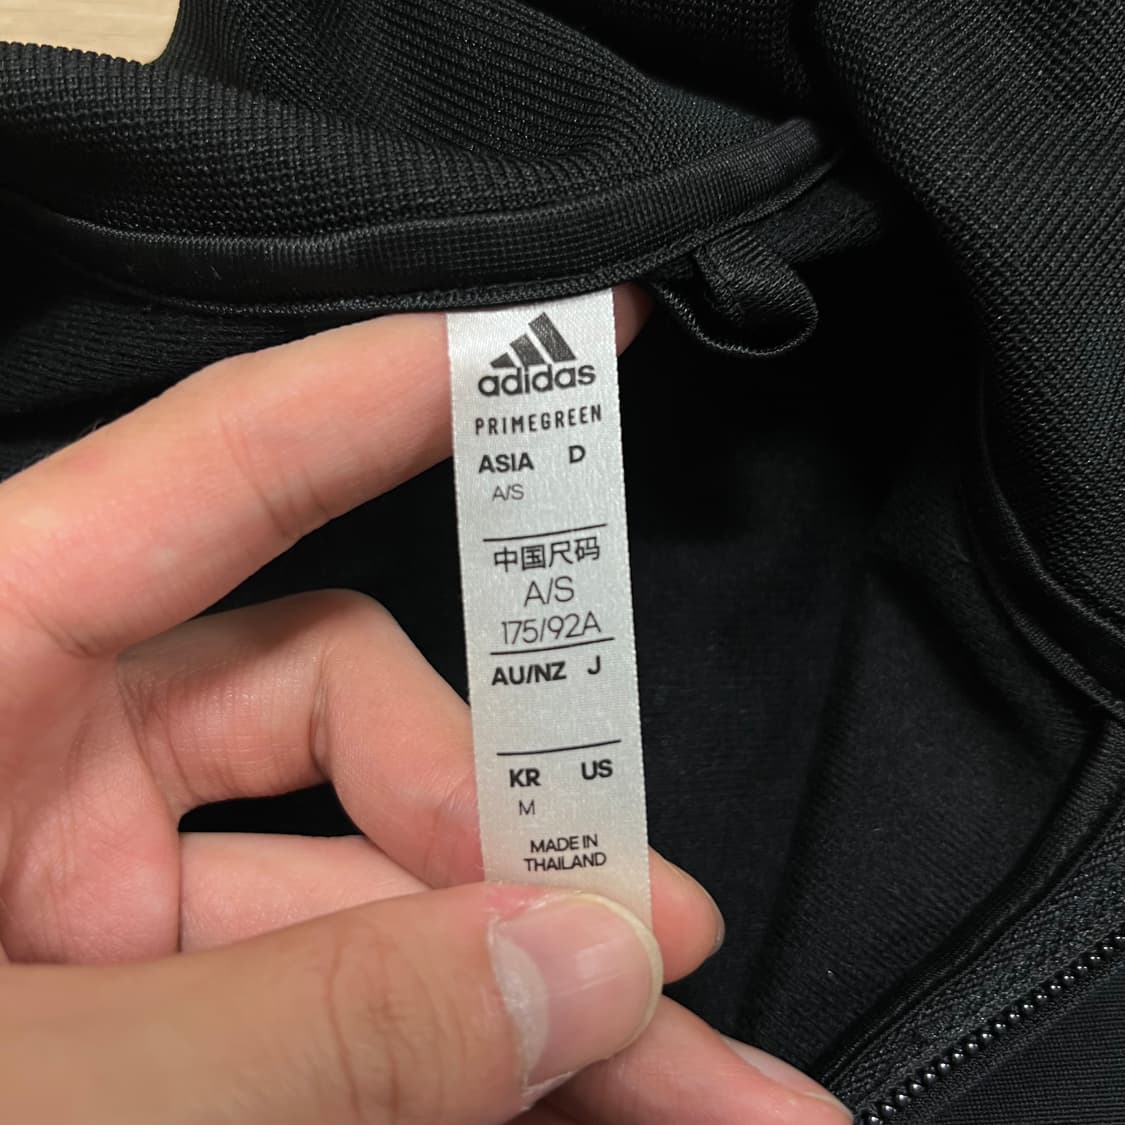 adidas
PRIMEGREEN
ASIA D
A/S
中国尺码
A/S
175/92A
AU/NZ J
KR US
M
MADE IN
THAILAND